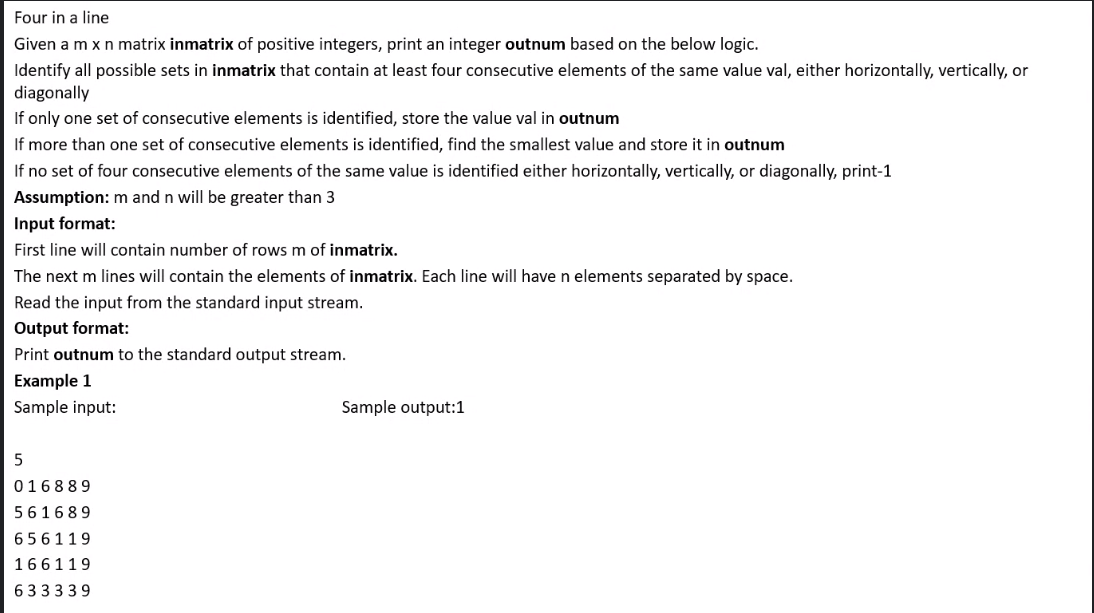 Four in a line
Given a m x n matrix inmatrix of positive integers, print an integer outnum based on the below logic.
Identify all possible sets in inmatrix that contain at least four consecutive elements of the same value val, either horizontally, vertically, or
diagonally
If only one set of consecutive elements is identified, store the value val in outnum
If more than one set of consecutive elements is identified, find the smallest value and store it in outnum
If no set of four consecutive elements of the same value is identified either horizontally, vertically, or diagonally, print-1
Assumption: m and n will be greater than 3
Input format:
First line will contain number of rows m of inmatrix.
The next m lines will contain the elements of inmatrix. Each line will have n elements separated by space.
Read the input from the standard input stream.
Output format:
Print outnum to the standard output stream.
Example 1
Sample input: Sample output:1
5
0 1 6 8 8 9
5 6 1 6 8 9
6 5 6 1 1 9
1 6 6 1 1 9
6 3 3 3 3 9